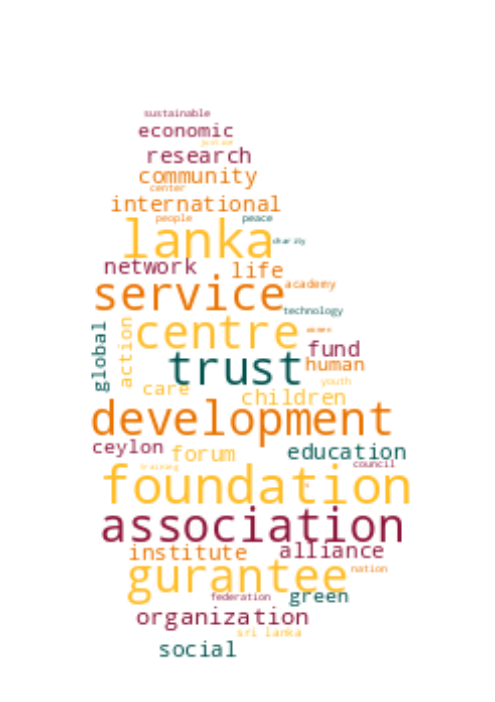 sustainable
economic
justice
research
community
center
international
people peace
lanka charity
network life
service academy
technology
global action centre women
trust fund
human
care children youth
development
ceylon forum education
training council
foundation
association
institute alliance
gurantee nation
federation green
organization
sri lanka
social